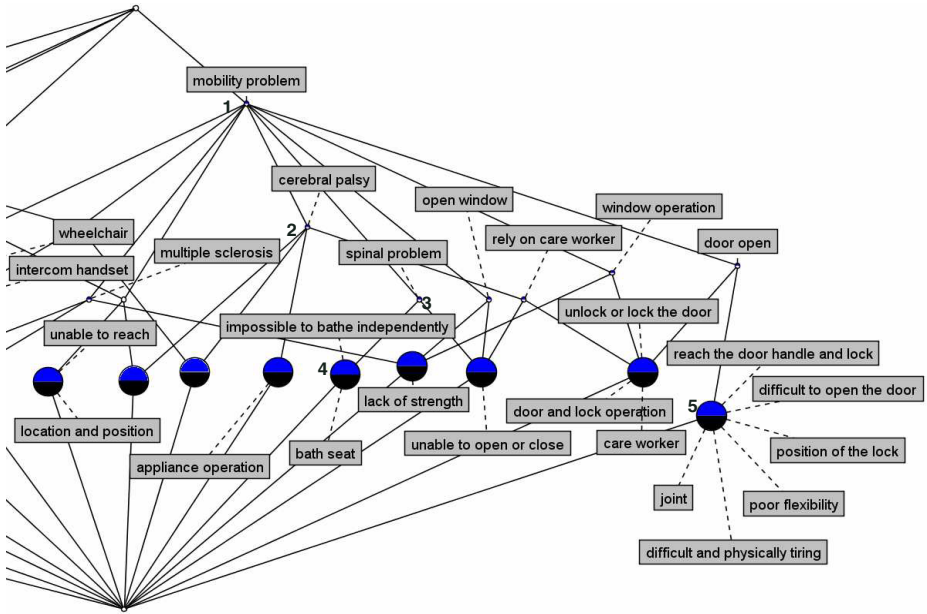 mobility problem
1
cerebral palsy
open window
window operation
wheelchair
2
rely on care worker
door open
multiple sclerosis
spinal problem
intercom handset
3
unlock or lock the door
unable to reach
impossible to bathe independently
reach the door handle and lock
4
difficult to open the door
lack of strength
5
door and lock operation
location and position
unable to open or close
care worker
position of the lock
bath seat
appliance operation
joint
poor flexibility
difficult and physically tiring